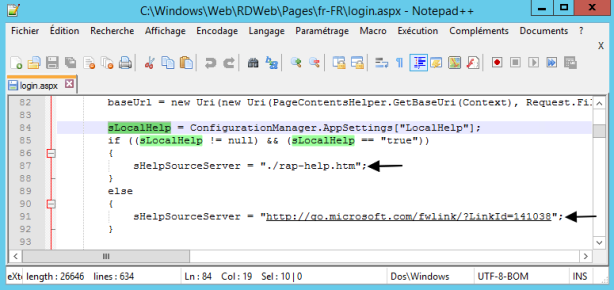 C:\Windows\Web\RDWeb\Pages\fr-FR\login.aspx - Notepad++
Fichier Édition Recherche Affichage Encodage Langage Paramétrage Macro Exécution Compléments Documents ?
X
login.aspx
82 baseUrl = new Uri(new Uri(PageContentsHelper.GetBaseUri(Context), Request.Fi
83
84 sLocalHelp = ConfigurationManager.AppSettings["LocalHelp"];
85 if ((sLocalHelp != null) && (sLocalHelp == "true"))
86 {
87 sHelpSourceServer = "./rap-help.htm";
88 }
89 else
90 {
91 sHelpSourceServer = "http://go.microsoft.com/fwlink/?LinkId=141038";
92 }
93
eXt length : 26646 lines : 634 Ln : 84 Col : 19 Sel : 10 | 0 Dos\Windows UTF-8-BOM INS